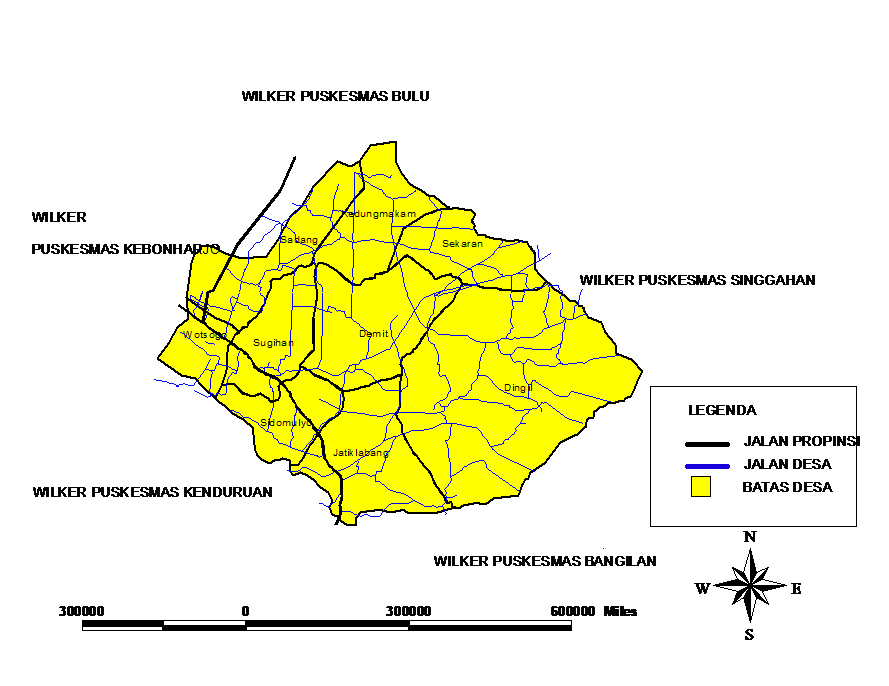 WILKER PUSKESMAS BULU
WILKER
PUSKESMAS KEBONHARJO
Kedungmakam
Sadang
Sekaran
WILKER PUSKESMAS SINGGAHAN
Wotsogo
Sugihan
Demit
Dingil
Sidomulyo
Jatiklabang
LEGENDA
JALAN PROPINSI
JALAN DESA
BATAS DESA
WILKER PUSKESMAS KENDURUAN
WILKER PUSKESMAS BANGILAN
N
W
E
S
300000 0 300000 600000 Miles